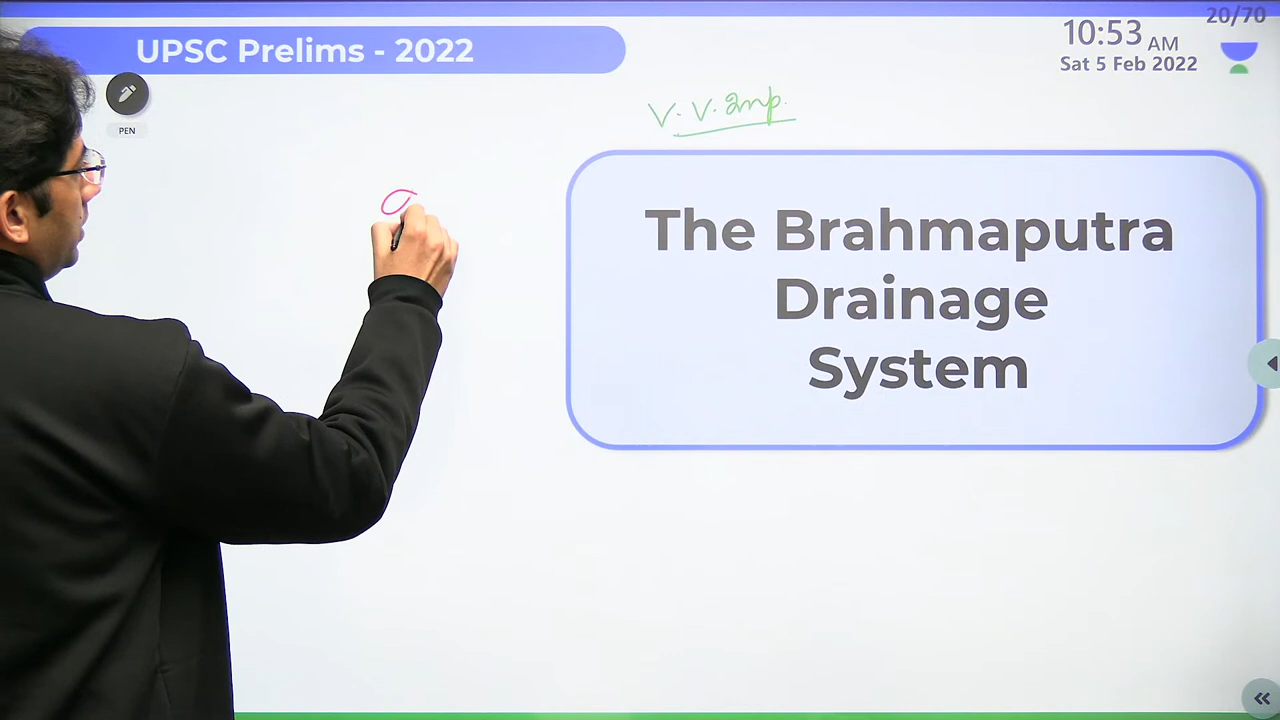 20/70
UPSC Prelims - 2022
10:53 AM
Sat 5 Feb 2022
PEN
V. V. Imp.
The Brahmaputra
Drainage
System